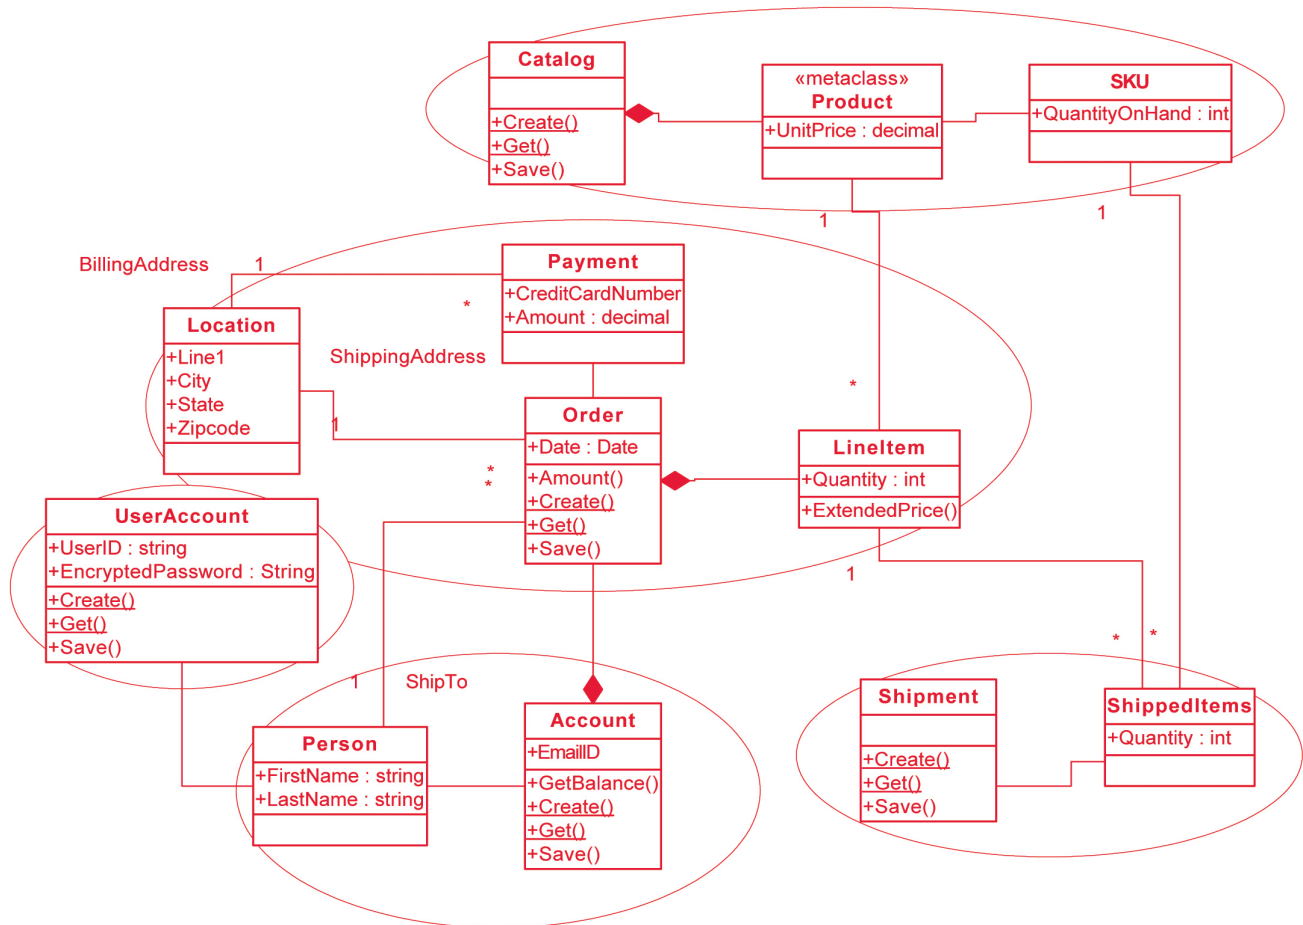 Catalog
+Create()
+Get()
+Save()
«metaclass»
Product
+UnitPrice : decimal
SKU
+QuantityOnHand : int
1
1
BillingAddress
1
*
Payment
+CreditCardNumber
+Amount : decimal
Location
+Line1
+City
+State
+Zipcode
ShippingAddress
1
*
*
*
Order
+Date : Date
+Amount()
+Create()
+Get()
+Save()
LineItem
+Quantity : int
+ExtendedPrice()
UserAccount
+UserID : string
+EncryptedPassword : String
+Create()
+Get()
+Save()
1
*
*
1
ShipTo
Person
+FirstName : string
+LastName : string
Account
+EmailID
+GetBalance()
+Create()
+Get()
+Save()
Shipment
+Create()
+Get()
+Save()
ShippedItems
+Quantity : int